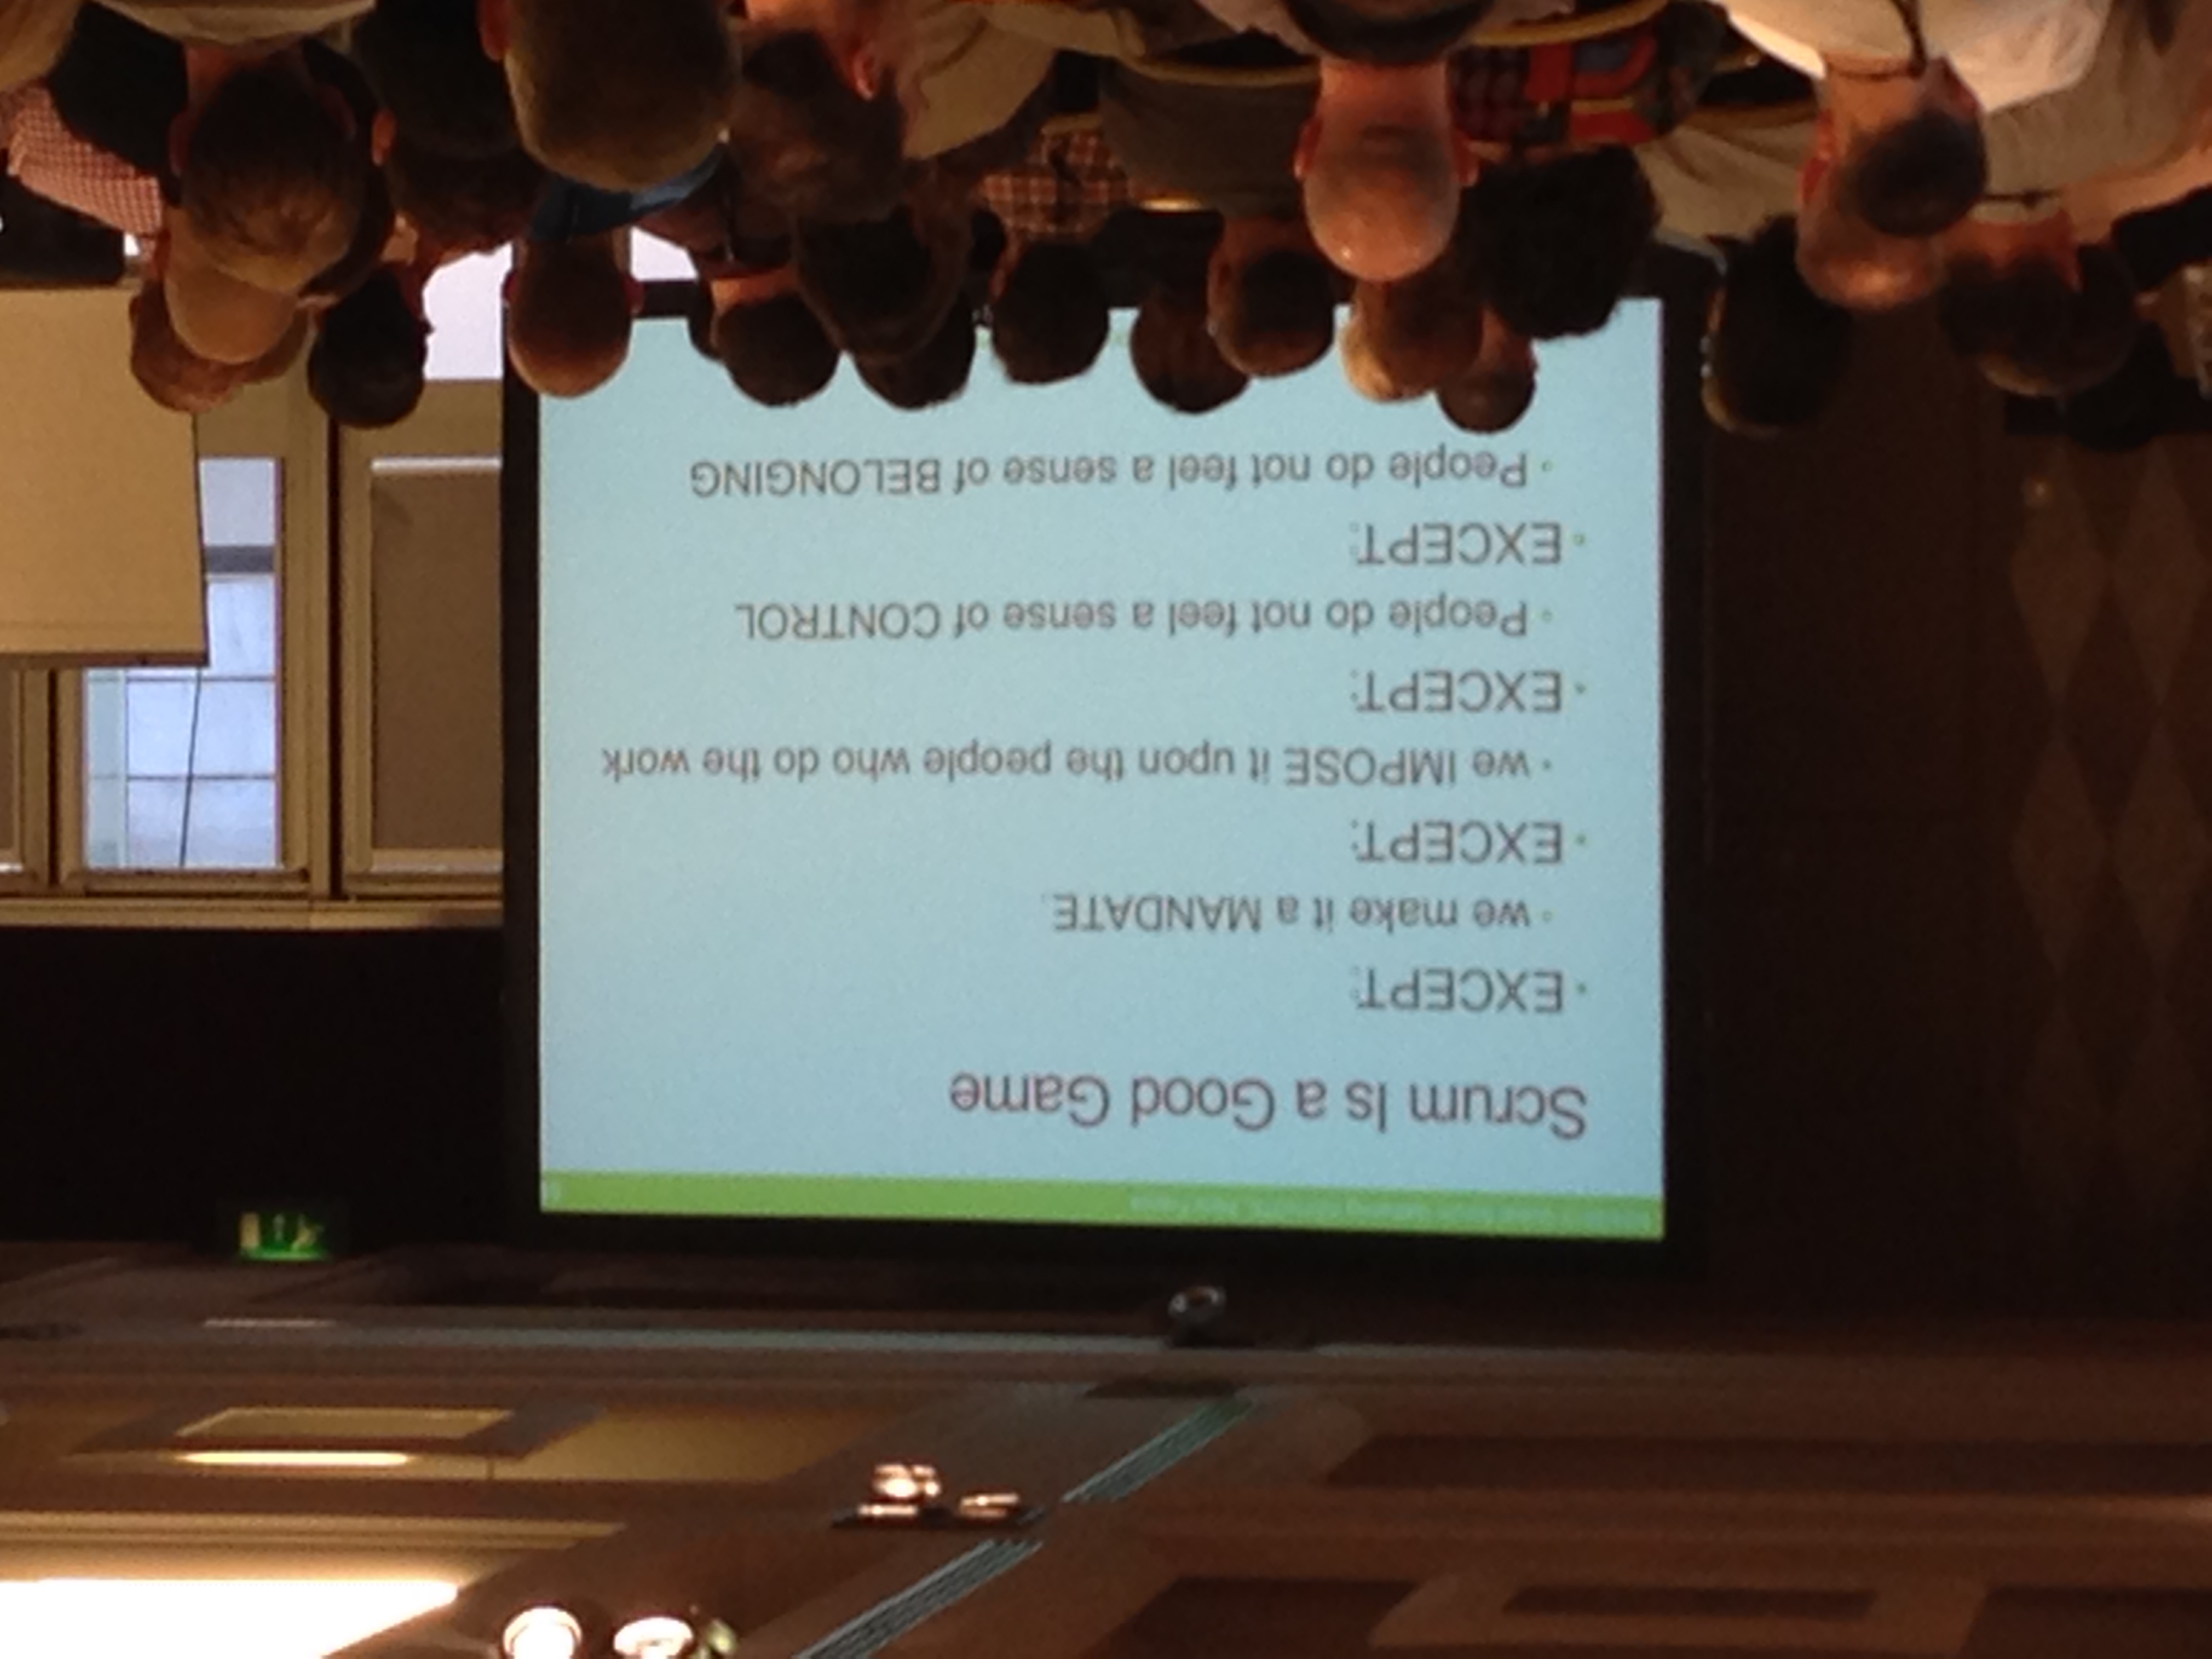 Scrum Is a Good Game
• EXCEPT:
• we make it a MANDATE.
• EXCEPT:
• we IMPOSE it upon the people who do the work
• EXCEPT:
• People do not feel a sense of CONTROL
• EXCEPT:
• People do not feel a sense of BELONGING